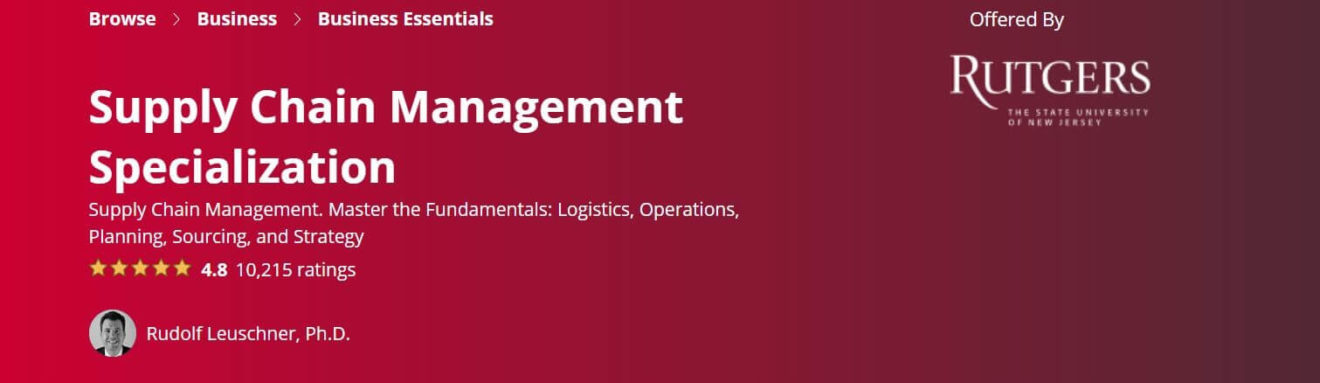 Browse > Business > Business Essentials
Offered By
RUTGERS
THE STATE UNIVERSITY
OF NEW JERSEY
Supply Chain Management
Specialization
Supply Chain Management. Master the Fundamentals: Logistics, Operations,
Planning, Sourcing, and Strategy
4.8 10,215 ratings
Rudolf Leuschner, Ph.D.